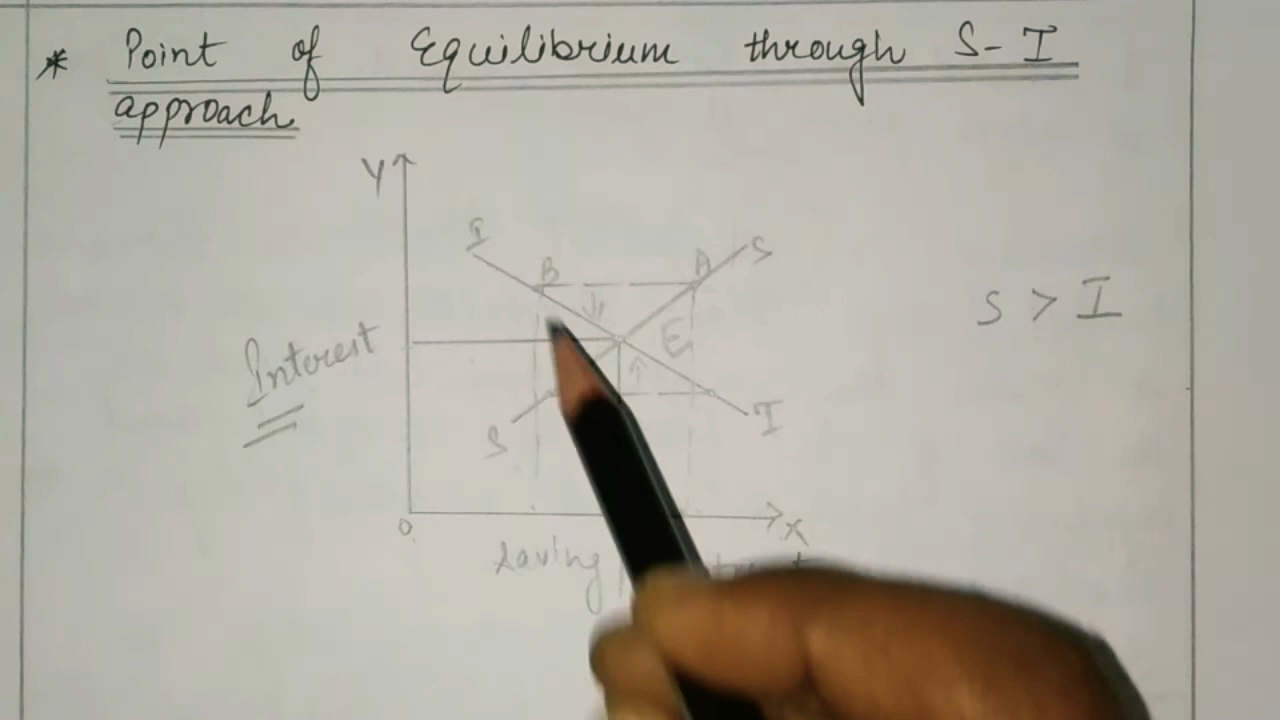 * Point of Equilibrium through S-I
approach
Y
I
S
B
A
S > I
E
Interest
S
I
0
X
Saving